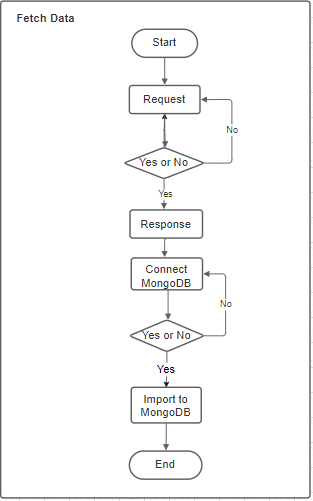 Fetch Data
Start
Request
No
Yes or No
Yes
Response
Connect
MongoDB
No
Yes or No
Yes
Import to
MongoDB
End